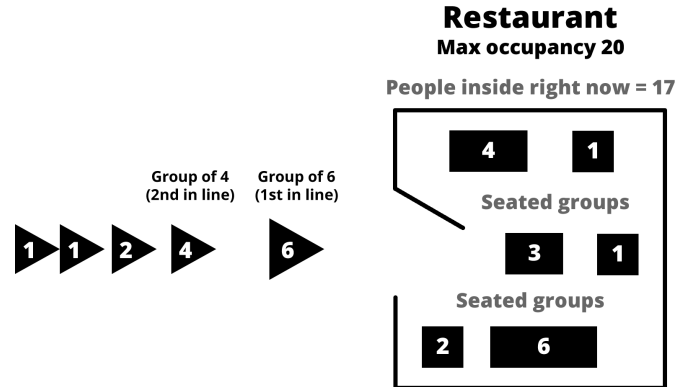 Restaurant
Max occupancy 20
People inside right now = 17
4 1
Group of 4
(2nd in line)
Group of 6
(1st in line)
Seated groups
1 1 2 4 6
3 1
Seated groups
2 6